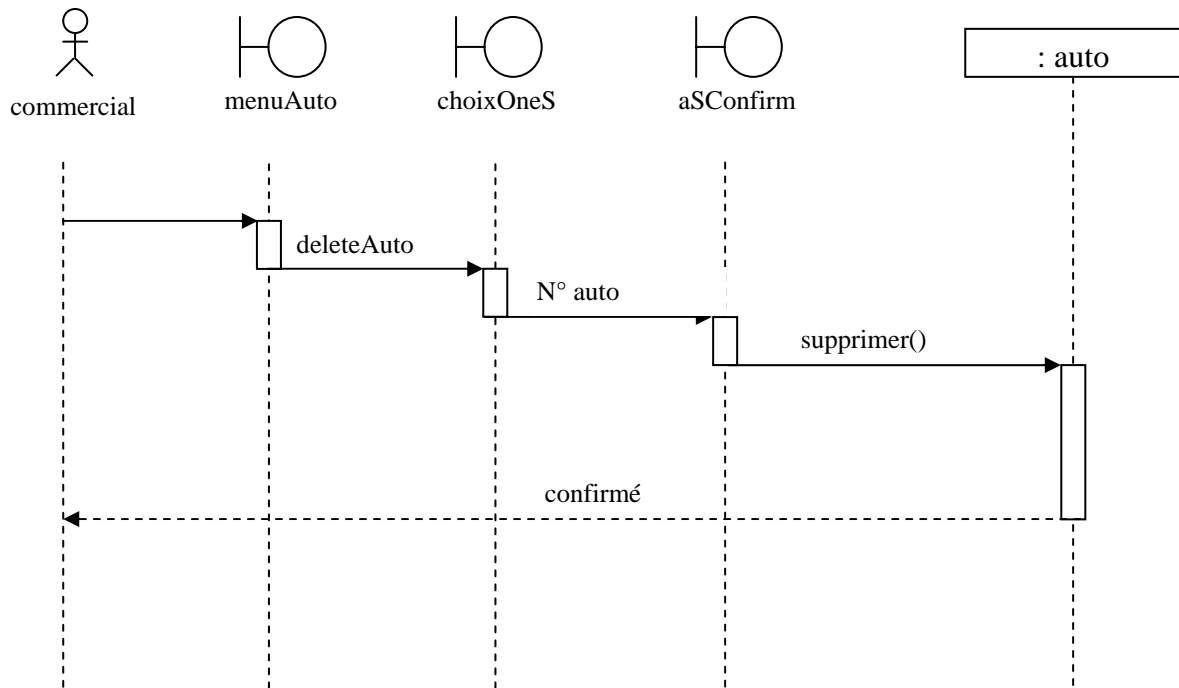 commercial
menuAuto
choixOneS
aSConfirm
: auto
deleteAuto
N° auto
supprimer()
confirmé